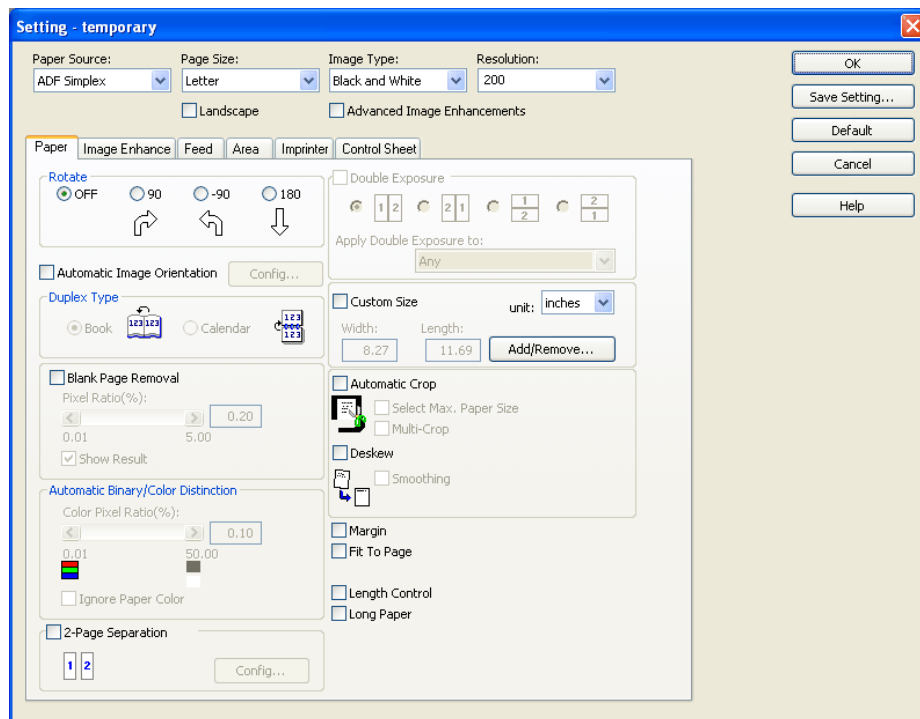 Setting - temporary
Paper Source: Page Size: Image Type: Resolution:
ADF Simplex Letter Black and White 200
Landscape Advanced Image Enhancements
OK
Save Setting...
Default
Cancel
Help
Paper Image Enhance Feed Area Imprinter Control Sheet
Rotate
OFF 90 -90 180
Automatic Image Orientation Config...
Duplex Type
Book 123 123 Calendar 123 123
Blank Page Removal
Pixel Ratio(%):
0.20
0.01 5.00
Show Result
Automatic Binary/Color Distinction
Color Pixel Ratio(%):
0.10
0.01 50.00
Ignore Paper Color
2-Page Separation
1 2 Config...
Double Exposure
1 2 2 1 1 2 2 1
Apply Double Exposure to:
Any
Custom Size unit: inches
Width: Length:
8.27 11.69 Add/Remove...
Automatic Crop
Select Max. Paper Size
Multi-Crop
Deskew
Smoothing
Margin
Fit To Page
Length Control
Long Paper